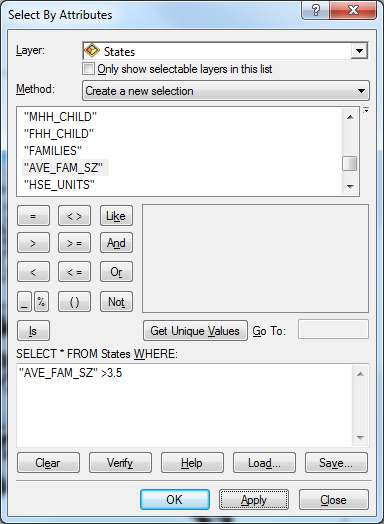 Select By Attributes
Layer: States
Only show selectable layers in this list
Method: Create a new selection
"MHH_CHILD"
"FHH_CHILD"
"FAMILIES"
"AVE_FAM_SZ"
"HSE_UNITS"
= < > Like
> > = And
< < = Or
_ % ( ) Not
Is Get Unique Values Go To:
SELECT * FROM States WHERE:
"AVE_FAM_SZ" >3.5
Clear Verify Help Load... Save...
OK Apply Close